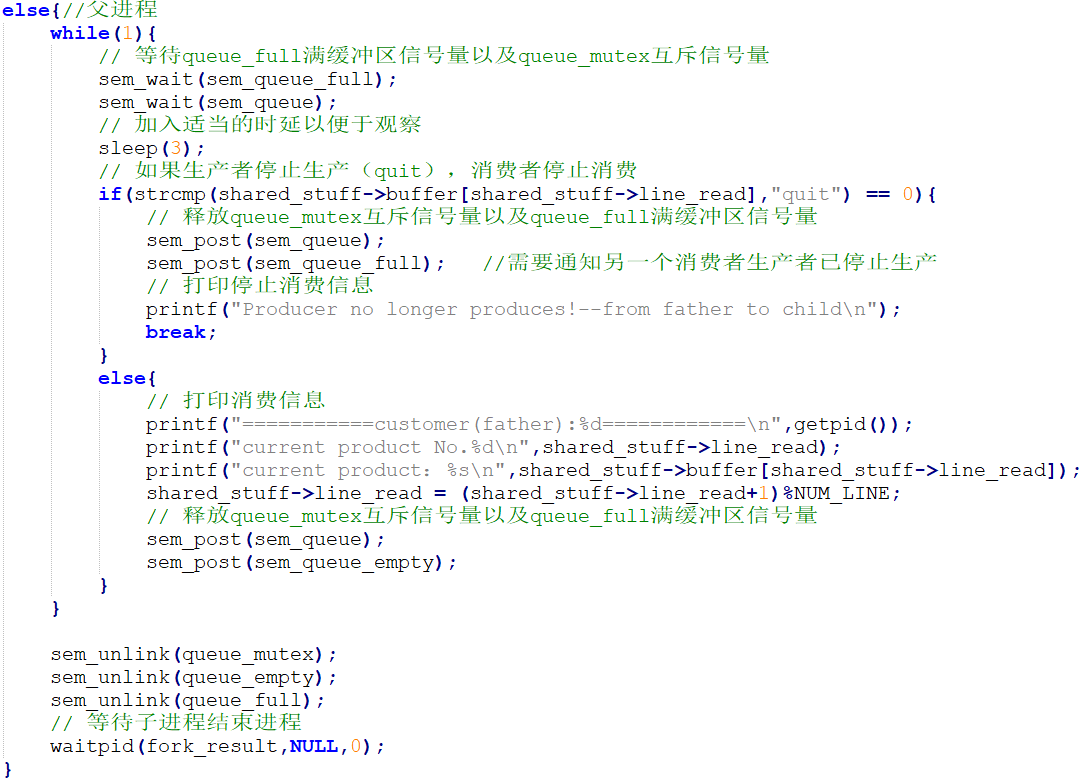 else{//父进程
    while(1){
        // 等待queue_full满缓冲区信号量以及queue_mutex互斥信号量
        sem_wait(sem_queue_full);
        sem_wait(sem_queue);
        // 加入适当的时延以便于观察
        sleep(3);
        // 如果生产者停止生产（quit），消费者停止消费
        if(strcmp(shared_stuff->buffer[shared_stuff->line_read],"quit") == 0){
            // 释放queue_mutex互斥信号量以及queue_full满缓冲区信号量
            sem_post(sem_queue);
            sem_post(sem_queue_full);   //需要通知另一个消费者生产者已停止生产
            // 打印停止消费信息
            printf("Producer no longer produces!--from father to child\n");
            break;
        }
        else{
            // 打印消费信息
            printf("===========customer(father):%d============\n",getpid());
            printf("current product No.%d\n",shared_stuff->line_read);
            printf("current product: %s\n",shared_stuff->buffer[shared_stuff->line_read]);
            shared_stuff->line_read = (shared_stuff->line_read+1)%NUM_LINE;
            // 释放queue_mutex互斥信号量以及queue_full满缓冲区信号量
            sem_post(sem_queue);
            sem_post(sem_queue_empty);
        }
    }

    sem_unlink(queue_mutex);
    sem_unlink(queue_empty);
    sem_unlink(queue_full);
    // 等待子进程结束进程
    waitpid(fork_result,NULL,0);
}